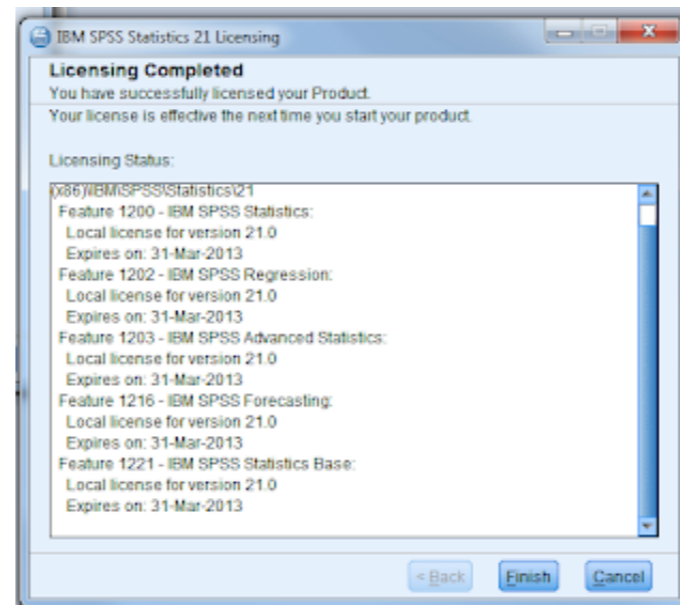 IBM SPSS Statistics 21 Licensing
Licensing Completed
You have successfully licensed your Product.
Your license is effective the next time you start your product.
Licensing Status:
(x86)\IBM\SPSS\Statistics\21
Feature 1200 - IBM SPSS Statistics:
Local license for version 21.0
Expires on: 31-Mar-2013
Feature 1202 - IBM SPSS Regression:
Local license for version 21.0
Expires on: 31-Mar-2013
Feature 1203 - IBM SPSS Advanced Statistics:
Local license for version 21.0
Expires on: 31-Mar-2013
Feature 1216 - IBM SPSS Forecasting:
Local license for version 21.0
Expires on: 31-Mar-2013
Feature 1221 - IBM SPSS Statistics Base:
Local license for version 21.0
Expires on: 31-Mar-2013
< Back Finish Cancel